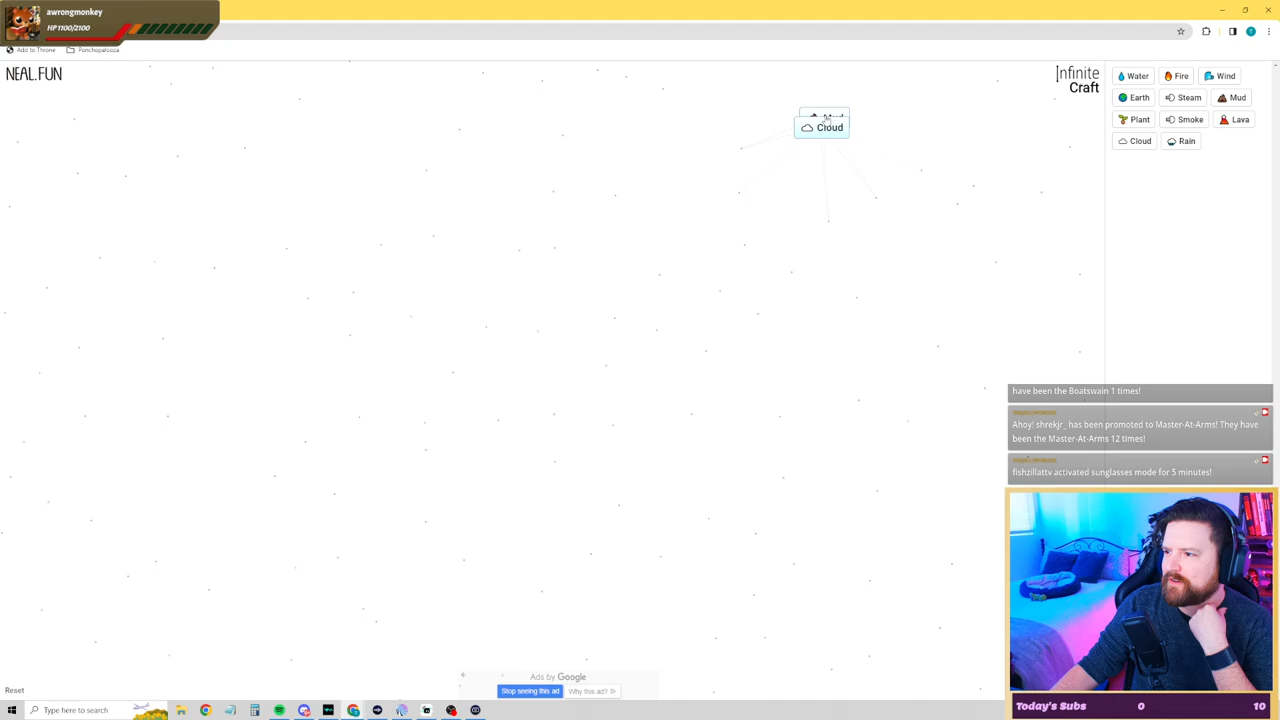 awrongmonkey
HP 1100/2100
Add to Throne
Ponchopalooza
NEAL.FUN
Infinite
Craft
Water
Fire
Wind
Earth
Steam
Mud
Plant
Smoke
Lava
Cloud
Rain
Cloud
have been the Boatswain 1 times!
Ahoy! shrekjr_ has been promoted to Master-At-Arms! They have
been the Master-At-Arms 12 times!
fishzillattv activated sunglasses mode for 5 minutes!
Ads by Google
Stop seeing this ad
Why this ad?
Reset
Type here to search
Today's Subs 0 10